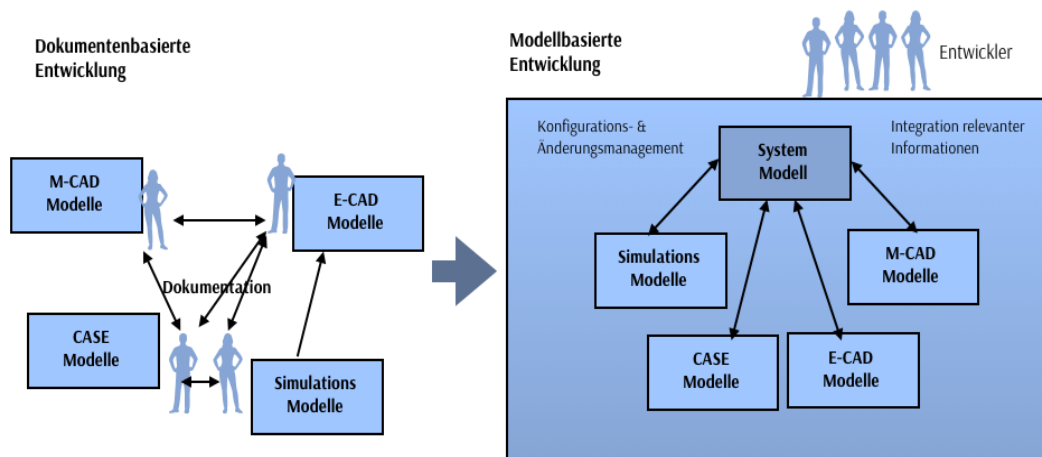 Dokumentenbasierte
Entwicklung
M-CAD
Modelle
E-CAD
Modelle
Dokumentation
CASE
Modelle
Simulations
Modelle
Modellbasierte
Entwicklung
Entwickler
Konfigurations- &
Änderungsmanagement
Integration relevanter
Informationen
System
Modell
Simulations
Modelle
M-CAD
Modelle
CASE
Modelle
E-CAD
Modelle